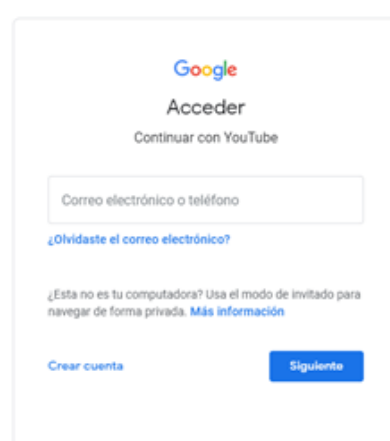 Google
Acceder
Continuar con YouTube
Correo electrónico o teléfono
¿Olvidaste el correo electrónico?
¿Esta no es tu computadora? Usa el modo de invitado para
navegar de forma privada. Más información
Crear cuenta
Siguiente